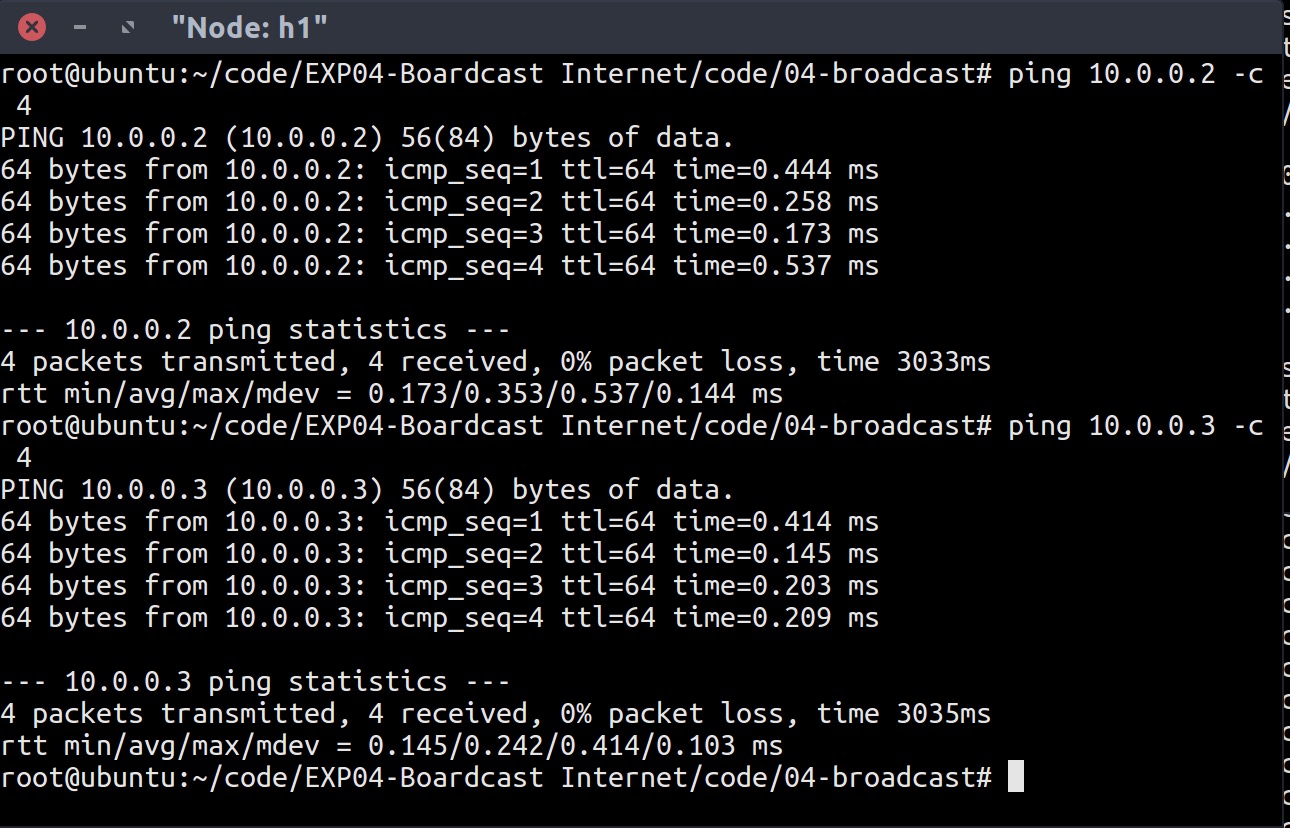 "Node: h1"
root@ubuntu:~/code/EXP04-Boardcast Internet/code/04-broadcast# ping 10.0.0.2 -c
 4
PING 10.0.0.2 (10.0.0.2) 56(84) bytes of data.
64 bytes from 10.0.0.2: icmp_seq=1 ttl=64 time=0.444 ms
64 bytes from 10.0.0.2: icmp_seq=2 ttl=64 time=0.258 ms
64 bytes from 10.0.0.2: icmp_seq=3 ttl=64 time=0.173 ms
64 bytes from 10.0.0.2: icmp_seq=4 ttl=64 time=0.537 ms

--- 10.0.0.2 ping statistics ---
4 packets transmitted, 4 received, 0% packet loss, time 3033ms
rtt min/avg/max/mdev = 0.173/0.353/0.537/0.144 ms
root@ubuntu:~/code/EXP04-Boardcast Internet/code/04-broadcast# ping 10.0.0.3 -c
 4
PING 10.0.0.3 (10.0.0.3) 56(84) bytes of data.
64 bytes from 10.0.0.3: icmp_seq=1 ttl=64 time=0.414 ms
64 bytes from 10.0.0.3: icmp_seq=2 ttl=64 time=0.145 ms
64 bytes from 10.0.0.3: icmp_seq=3 ttl=64 time=0.203 ms
64 bytes from 10.0.0.3: icmp_seq=4 ttl=64 time=0.209 ms

--- 10.0.0.3 ping statistics ---
4 packets transmitted, 4 received, 0% packet loss, time 3035ms
rtt min/avg/max/mdev = 0.145/0.242/0.414/0.103 ms
root@ubuntu:~/code/EXP04-Boardcast Internet/code/04-broadcast#